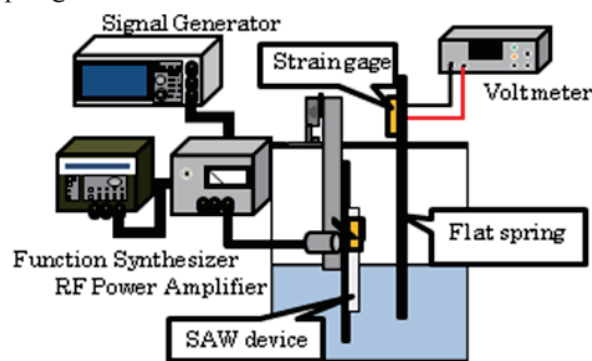 Signal Generator
Strain gage
Voltmeter
Flat spring
Function Synthesizer
RF Power Amplifier
SAW device